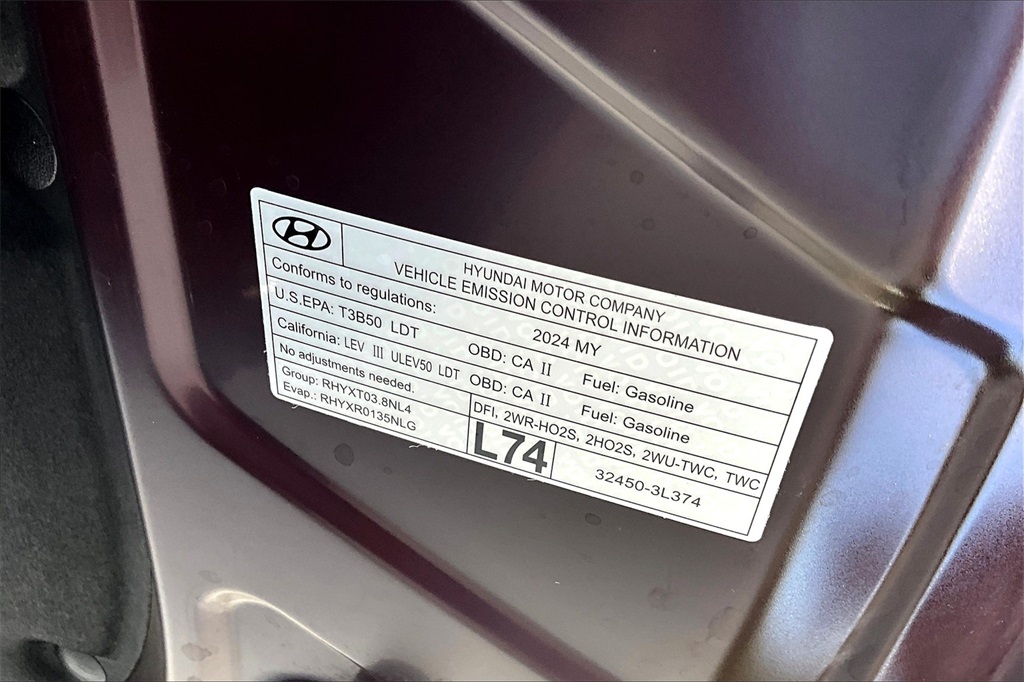 HYUNDAI MOTOR COMPANY
VEHICLE EMISSION CONTROL INFORMATION
Conforms to regulations: 2024 MY
U.S.EPA: T3B50 LDT OBD: CA II Fuel: Gasoline
California: LEV III ULEV50 LDT OBD: CA II Fuel: Gasoline
No adjustments needed. DFI, 2WR-HO2S, 2HO2S, 2WU-TWC, TWC
Group: RHYXT03.8NL4
Evap.: RHYXR0135NLG
L74 32450-3L374